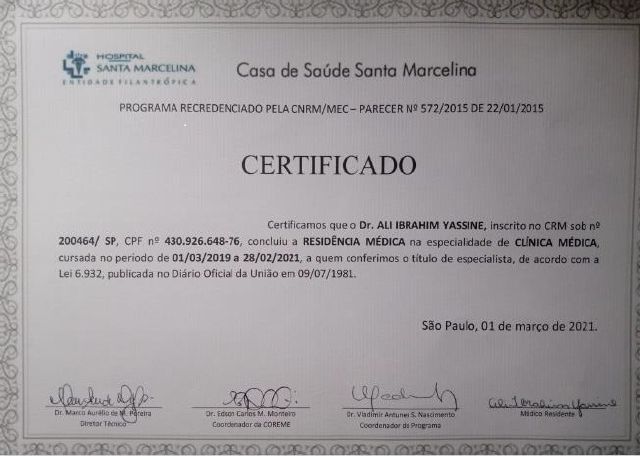 HOSPITAL
SANTA MARCELINA
ENTIDADE FILANTRÓPICA
Casa de Saúde Santa Marcelina
PROGRAMA RECREDENCIADO PELA CNRM/MEC – PARECER Nº 572/2015 DE 22/01/2015
CERTIFICADO
Certificamos que o Dr. ALI IBRAHIM YASSINE, inscrito no CRM sob nº
200464/ SP, CPF nº 430.926.648-76, concluiu a RESIDÊNCIA MÉDICA na especialidade de CLÍNICA MÉDICA,
cursada no período de 01/03/2019 a 28/02/2021, a quem conferimos o título de especialista, de acordo com a
Lei 6.932, publicada no Diário Oficial da União em 09/07/1981.
São Paulo, 01 de março de 2021.
Ali Ibrahim Yassine
Dr. Marco Aurélio de M. Pereira
Diretor Técnico
Dr. Edson Carlos M. Monteiro
Coordenador da COREME
Dr. Vladimir Antunei S. Nascimento
Coordenador de Programa
Médico Residente